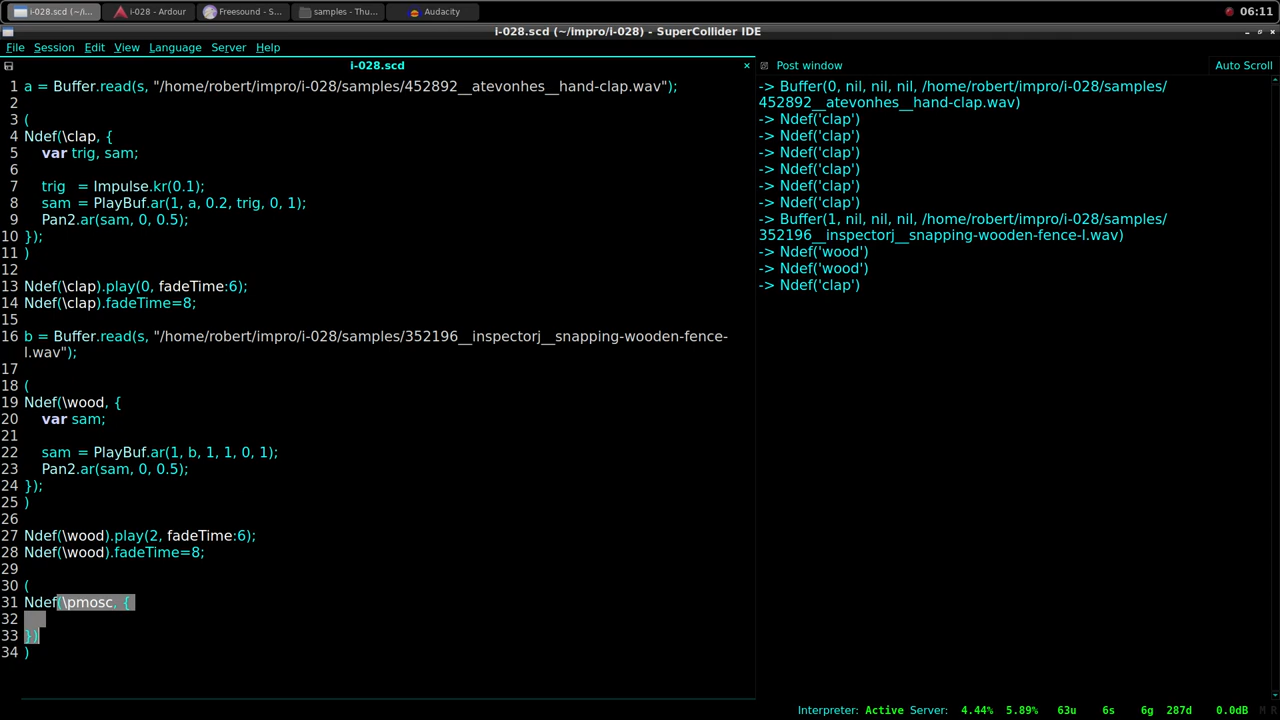 i-028.scd (~/i...
i-028 - Ardour
Freesound - S...
samples - Thu...
Audacity
06:11
i-028.scd (~/impro/i-028) - SuperCollider IDE
File Session Edit View Language Server Help
i-028.scd
Post window
Auto Scroll
1 a = Buffer.read(s, "/home/robert/impro/i-028/samples/452892__atevonhes__hand-clap.wav");
2
3 (
4 Ndef(\clap, {
5 var trig, sam;
6
7 trig = Impulse.kr(0.1);
8 sam = PlayBuf.ar(1, a, 0.2, trig, 0, 1);
9 Pan2.ar(sam, 0, 0.5);
10 });
11 )
12
13 Ndef(\clap).play(0, fadeTime:6);
14 Ndef(\clap).fadeTime=8;
15
16 b = Buffer.read(s, "/home/robert/impro/i-028/samples/352196__inspectorj__snapping-wooden-fence-
l.wav");
17
18 (
19 Ndef(\wood, {
20 var sam;
21
22 sam = PlayBuf.ar(1, b, 1, 1, 0, 1);
23 Pan2.ar(sam, 0, 0.5);
24 });
25 )
26
27 Ndef(\wood).play(2, fadeTime:6);
28 Ndef(\wood).fadeTime=8;
29
30 (
31 Ndef(\pmosc, {
32
33 })
34 )
-> Buffer(0, nil, nil, nil, /home/robert/impro/i-028/samples/
452892__atevonhes__hand-clap.wav)
-> Ndef('clap')
-> Ndef('clap')
-> Ndef('clap')
-> Ndef('clap')
-> Ndef('clap')
-> Ndef('clap')
-> Buffer(1, nil, nil, nil, /home/robert/impro/i-028/samples/
352196__inspectorj__snapping-wooden-fence-l.wav)
-> Ndef('wood')
-> Ndef('wood')
-> Ndef('clap')
Interpreter: Active Server: 4.44% 5.89% 63u 6s 6g 287d 0.0dB M R